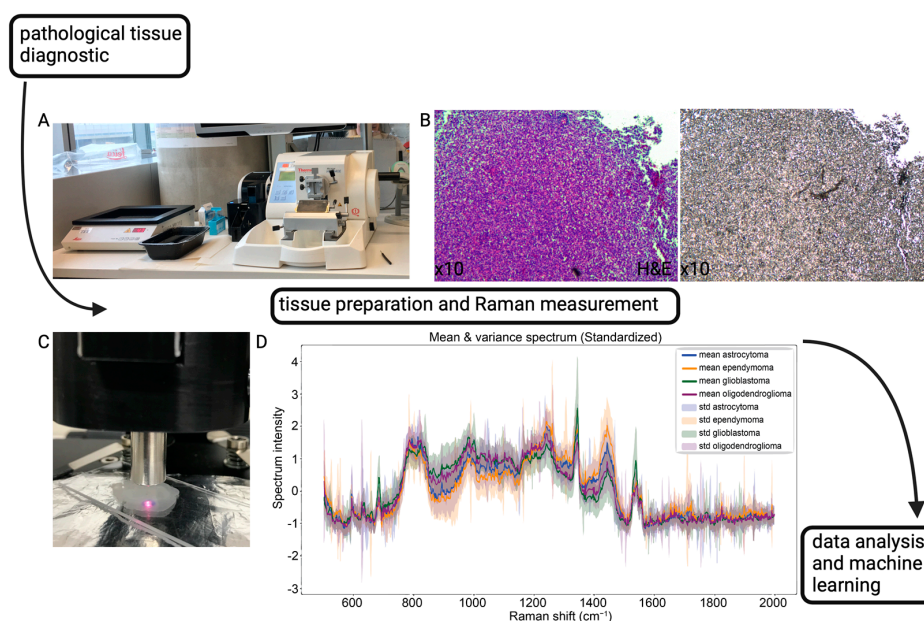 pathological tissue
diagnostic
A
B
x10
H&E
x10
tissue preparation and Raman measurement
C
D
Mean & variance spectrum (Standardized)
mean astrocytoma
mean ependymoma
mean glioblastoma
mean oligodendroglioma
std astrocytoma
std ependymoma
std glioblastoma
std oligodendroglioma
Spectrum intensity
4
3
2
1
0
-1
-2
-3
600
800
1000
1200
1400
1600
1800
2000
Raman shift (cm⁻¹)
data analysis
and machine
learning